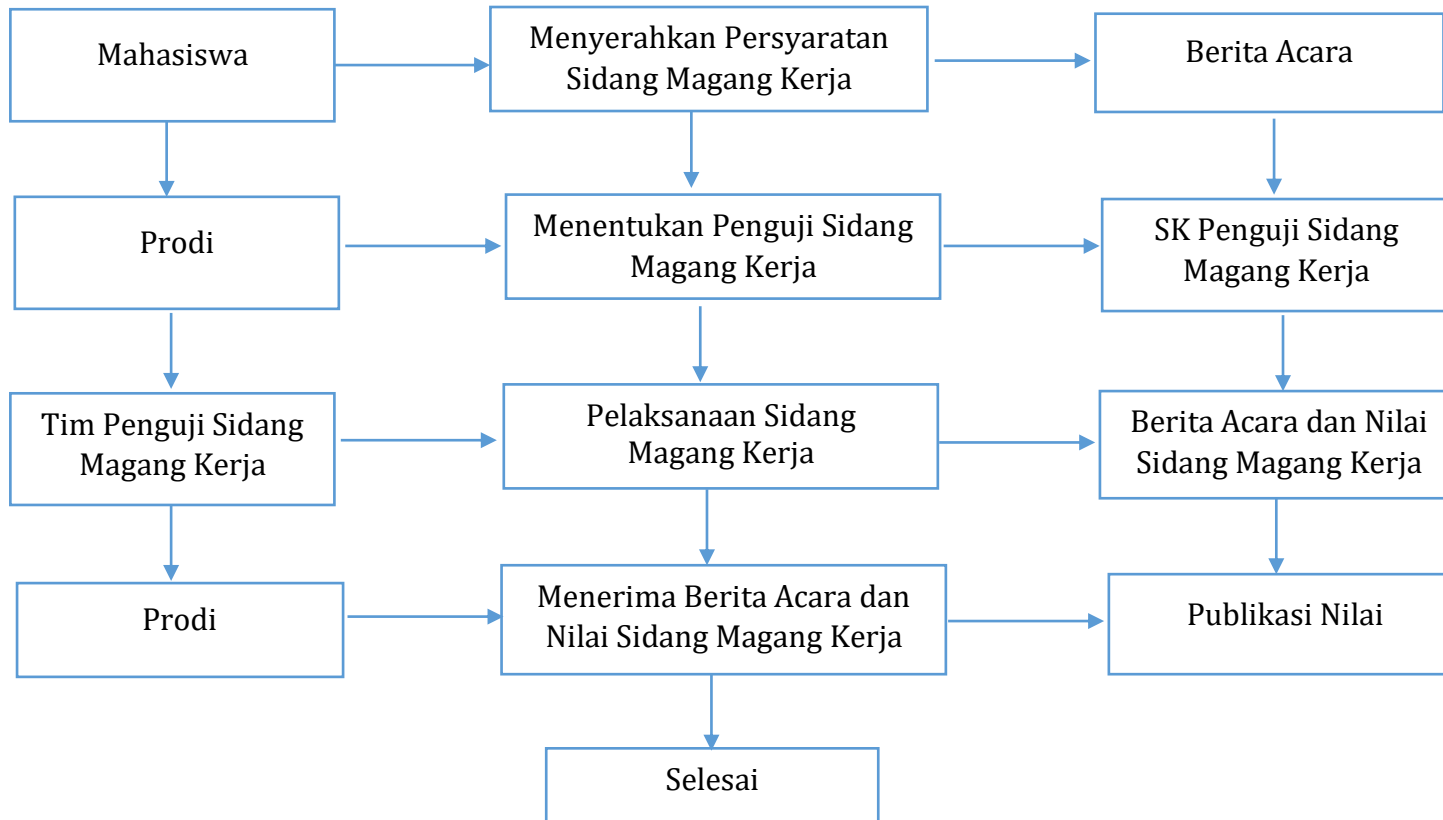 Mahasiswa
Menyerahkan Persyaratan
Sidang Magang Kerja
Berita Acara
Prodi
Menentukan Penguji Sidang
Magang Kerja
SK Penguji Sidang
Magang Kerja
Tim Penguji Sidang
Magang Kerja
Pelaksanaan Sidang
Magang Kerja
Berita Acara dan Nilai
Sidang Magang Kerja
Prodi
Menerima Berita Acara dan
Nilai Sidang Magang Kerja
Publikasi Nilai
Selesai